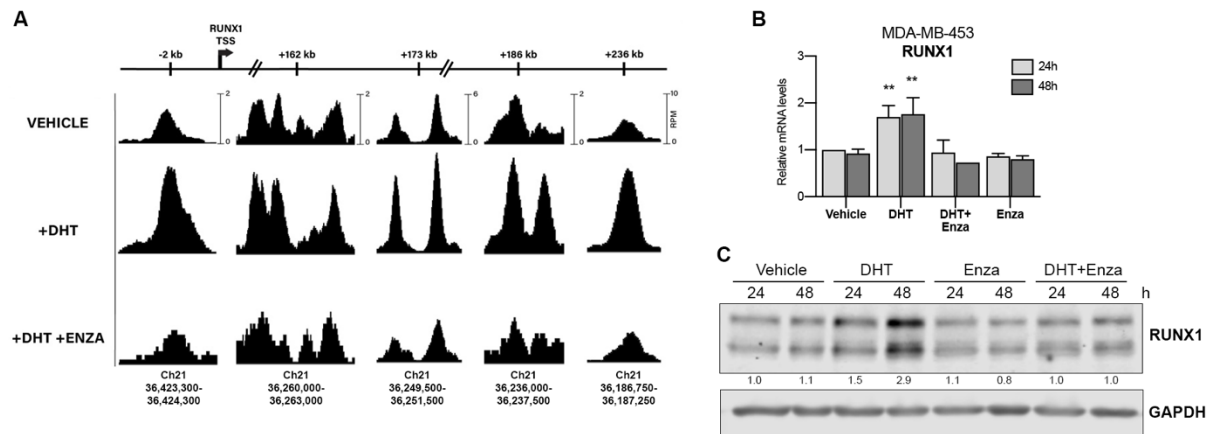 A
RUNX1
TSS
-2 kb
+162 kb
+173 kb
+186 kb
+236 kb
VEHICLE
2
0
2
0
6
0
2
0
10
0
RPM
+DHT
+DHT +ENZA
Ch21
36,423,300-
36,424,300
Ch21
36,260,000-
36,263,000
Ch21
36,249,500-
36,251,500
Ch21
36,236,000-
36,237,500
Ch21
36,186,750-
36,187,250
B
MDA-MB-453
RUNX1
24h
48h
Relative mRNA levels
3
2
1
0
** **
Vehicle
DHT
DHT+
Enza
Enza
C
Vehicle DHT Enza DHT+Enza
24 48 24 48 24 48 24 48 h
RUNX1
1.0 1.1 1.5 2.9 1.1 0.8 1.0 1.0
GAPDH